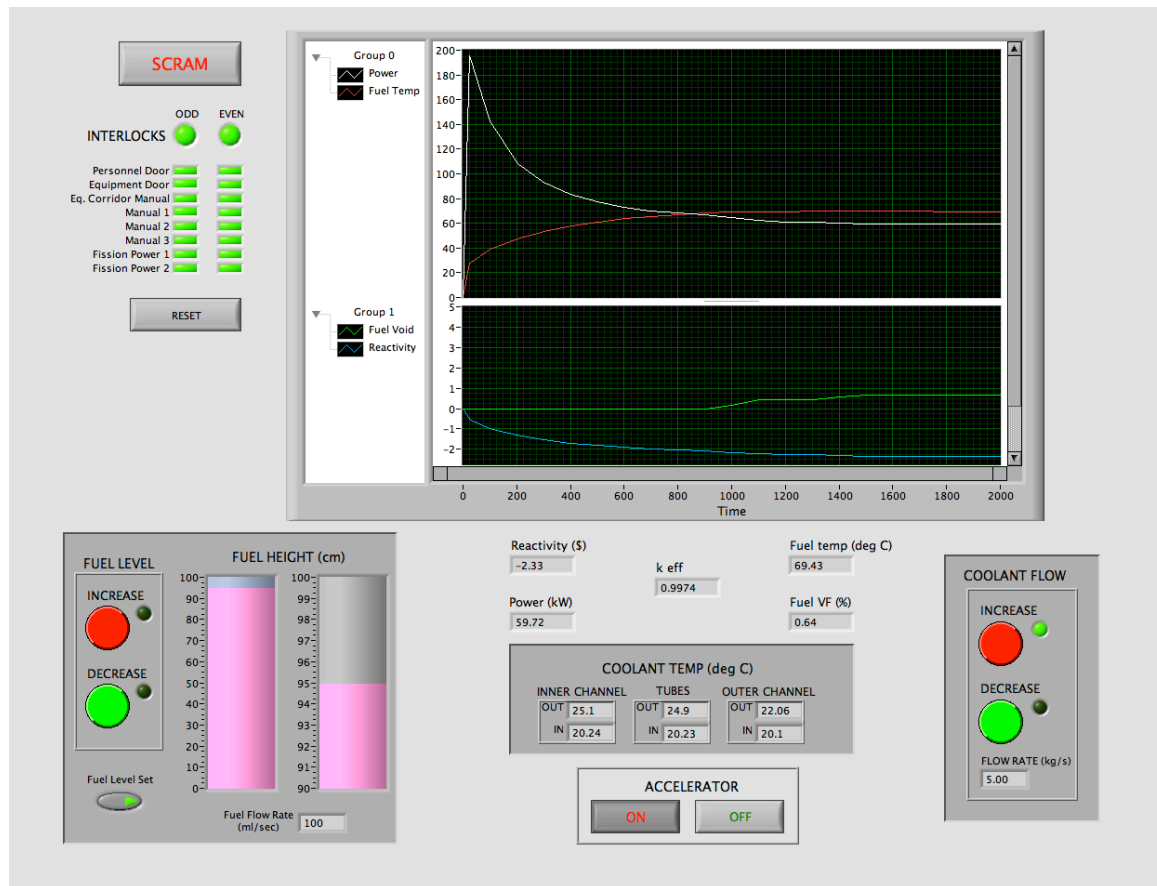 SCRAM
ODD EVEN
INTERLOCKS
Personnel Door
Equipment Door
Eq. Corridor Manual
Manual 1
Manual 2
Manual 3
Fission Power 1
Fission Power 2
RESET
Group 0
Power
Fuel Temp
200
180
160
140
120
100
80
60
40
20
0
Group 1
Fuel Void
Reactivity
5
4
3
2
1
0
-1
-2
0 200 400 600 800 1000 1200 1400 1600 1800 2000
Time
FUEL LEVEL
INCREASE
DECREASE
Fuel Level Set
FUEL HEIGHT (cm)
100
90
80
70
60
50
40
30
20
10
0
100
99
98
97
96
95
94
93
92
91
90
Fuel Flow Rate
(ml/sec) 100
Reactivity ($)
-2.33
k eff
0.9974
Fuel temp (deg C)
69.43
Power (kW)
59.72
Fuel VF (%)
0.64
COOLANT TEMP (deg C)
INNER CHANNEL TUBES OUTER CHANNEL
OUT 25.1 OUT 24.9 OUT 22.06
IN 20.24 IN 20.23 IN 20.1
ACCELERATOR
ON OFF
COOLANT FLOW
INCREASE
DECREASE
FLOW RATE (kg/s)
5.00